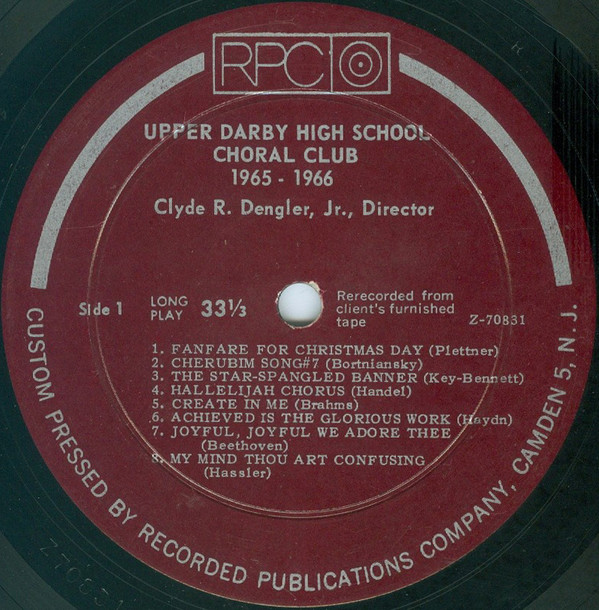 RPC
UPPER DARBY HIGH SCHOOL
CHORAL CLUB
1965 - 1966
Clyde R. Dengler, Jr., Director
Side 1
LONG
PLAY
33⅓
Rerecorded from
client's furnished
tape
Z-70831
1. FANFARE FOR CHRISTMAS DAY (Plettner)
2. CHERUBIM SONG#7 (Bortniansky)
3. THE STAR-SPANGLED BANNER (Key-Bennett)
4. HALLELIJAH CHORUS (Handel)
5. CREATE IN ME (Brahms)
6. ACHIEVED IS THE GLORIOUS WORK (Haydn)
7. JOYFUL, JOYFUL WE ADORE THEE
(Beethoven)
8. MY MIND THOU ART CONFUSING
(Hassler)
CUSTOM PRESSED BY RECORDED PUBLICATIONS COMPANY, CAMDEN 5, N.J.
Z-70831